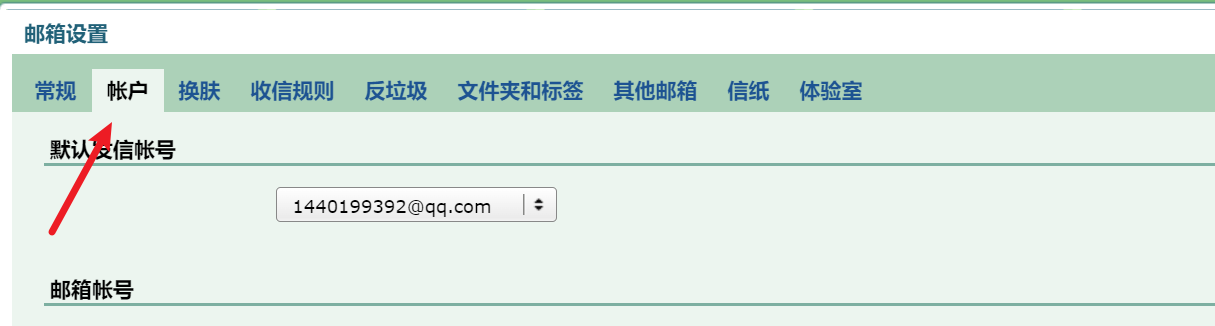 邮箱设置
常规 帐户 换肤 收信规则 反垃圾 文件夹和标签 其他邮箱 信纸 体验室
默认发信帐号
1440199392@qq.com
邮箱帐号